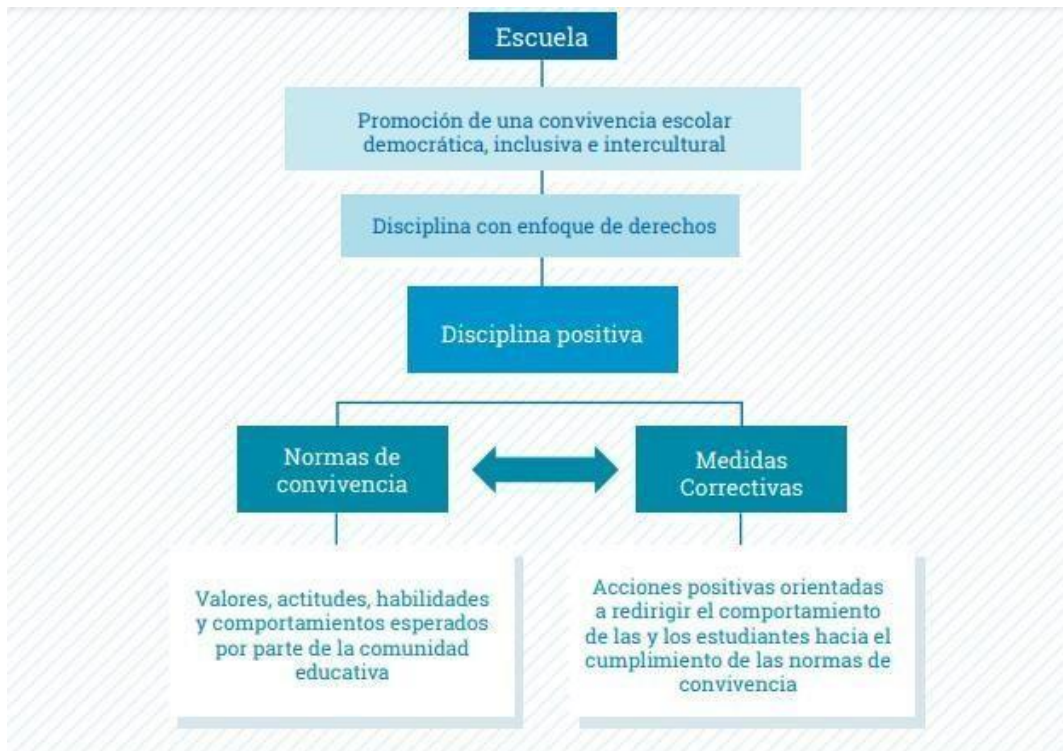 Escuela
Promoción de una convivencia escolar
democrática, inclusiva e intercultural
Disciplina con enfoque de derechos
Disciplina positiva
Normas de
convivencia
Medidas
Correctivas
Valores, actitudes, habilidades
y comportamientos esperados
por parte de la comunidad
educativa
Acciones positivas orientadas
a redirigir el comportamiento
de las y los estudiantes hacia el
cumplimiento de las normas de
convivencia